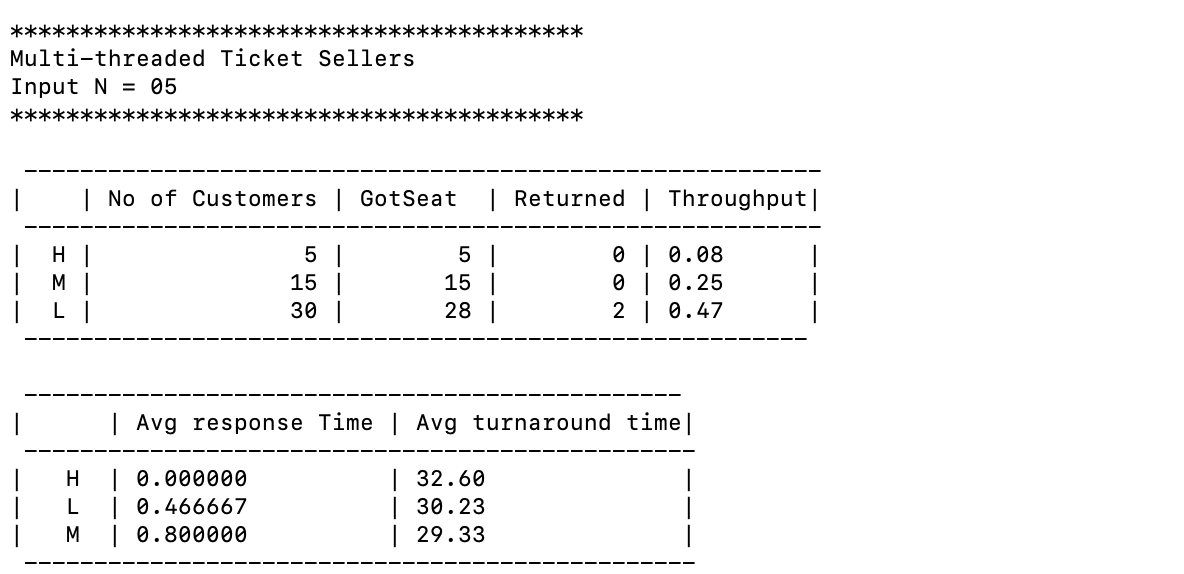 *****************************************
Multi-threaded Ticket Sellers
Input N = 05
*****************************************
 ---------------------------------------------------------
|    | No of Customers | GotSeat  | Returned | Throughput|
 ---------------------------------------------------------
|  H |               5 |        5 |        0 | 0.08      |
|  M |              15 |       15 |        0 | 0.25      |
|  L |              30 |       28 |        2 | 0.47      |
 --------------------------------------------------------
 -----------------------------------------------
|      | Avg response Time | Avg turnaround time|
 ------------------------------------------------
|   H  | 0.000000          | 32.60              |
|   L  | 0.466667          | 30.23              |
|   M  | 0.800000          | 29.33              |
 ------------------------------------------------